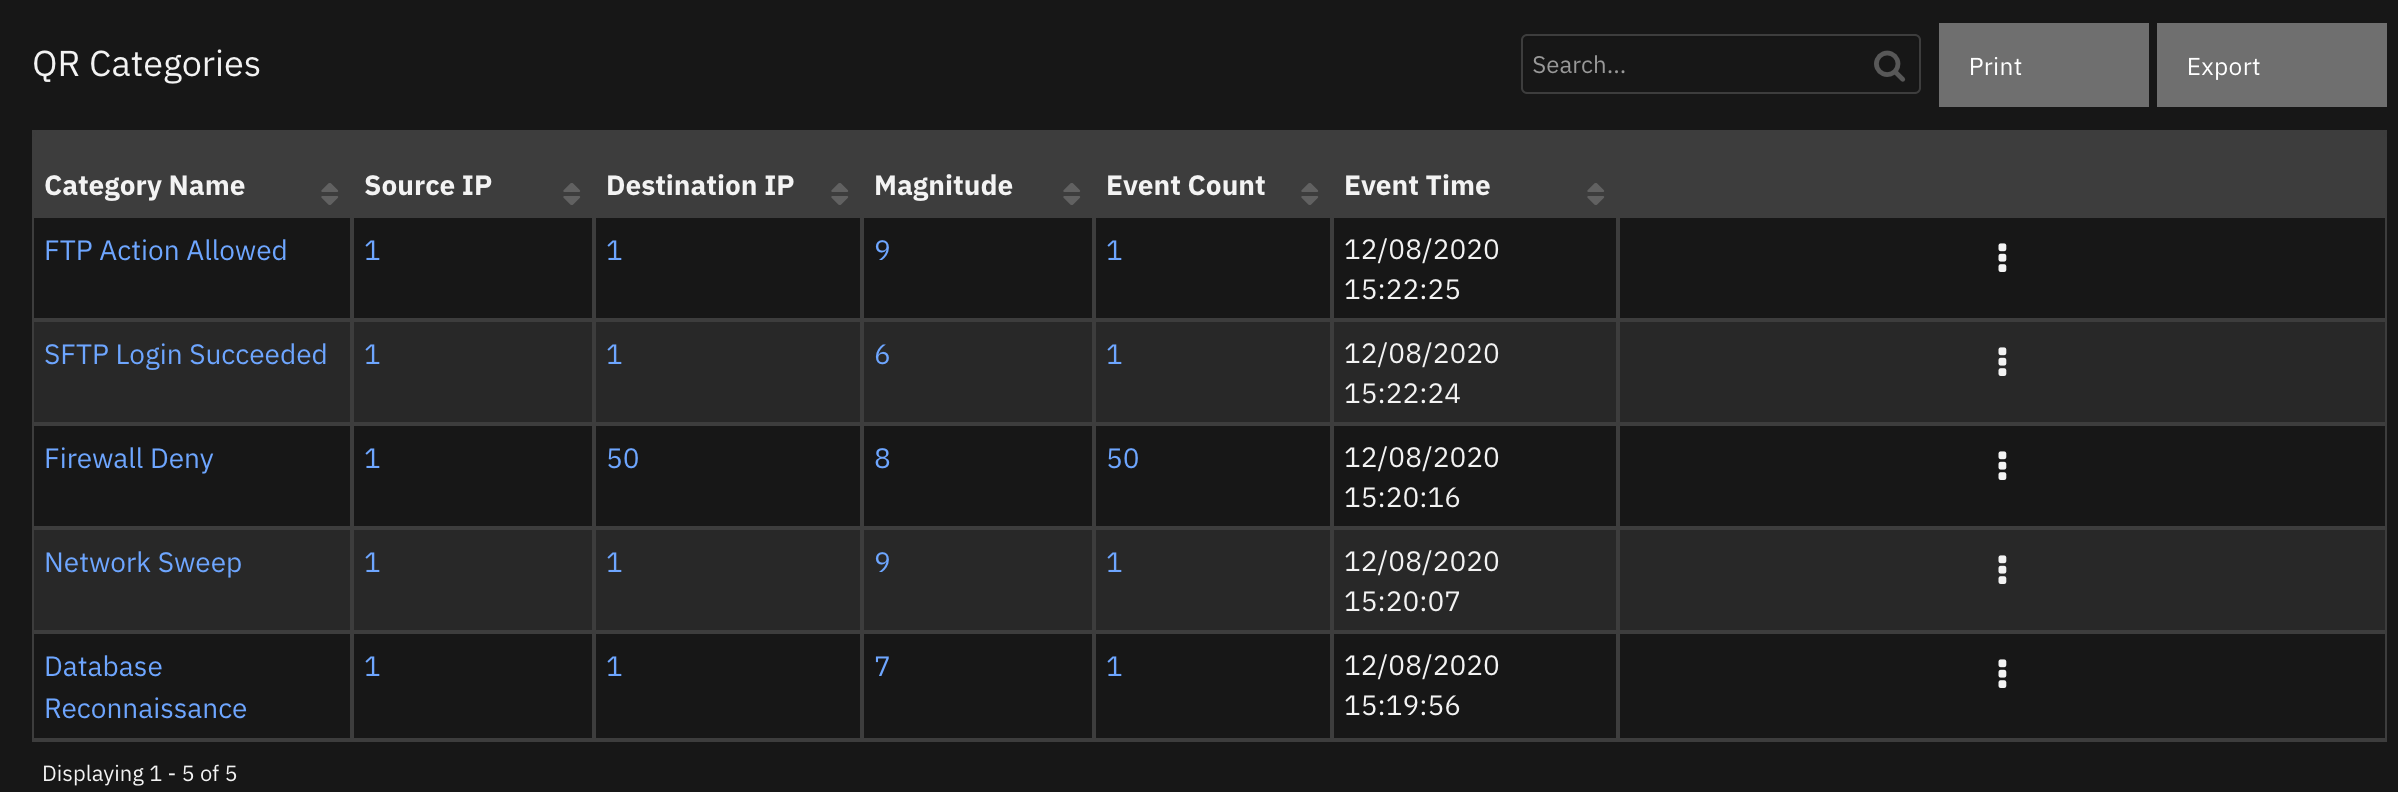 QR Categories
Search...
Print
Export
Category Name Source IP Destination IP Magnitude Event Count Event Time
FTP Action Allowed 1 1 9 1 12/08/2020
15:22:25
SFTP Login Succeeded 1 1 6 1 12/08/2020
15:22:24
Firewall Deny 1 50 8 50 12/08/2020
15:20:16
Network Sweep 1 1 9 1 12/08/2020
15:20:07
Database 1 1 7 1 12/08/2020
Reconnaissance 15:19:56
Displaying 1 - 5 of 5